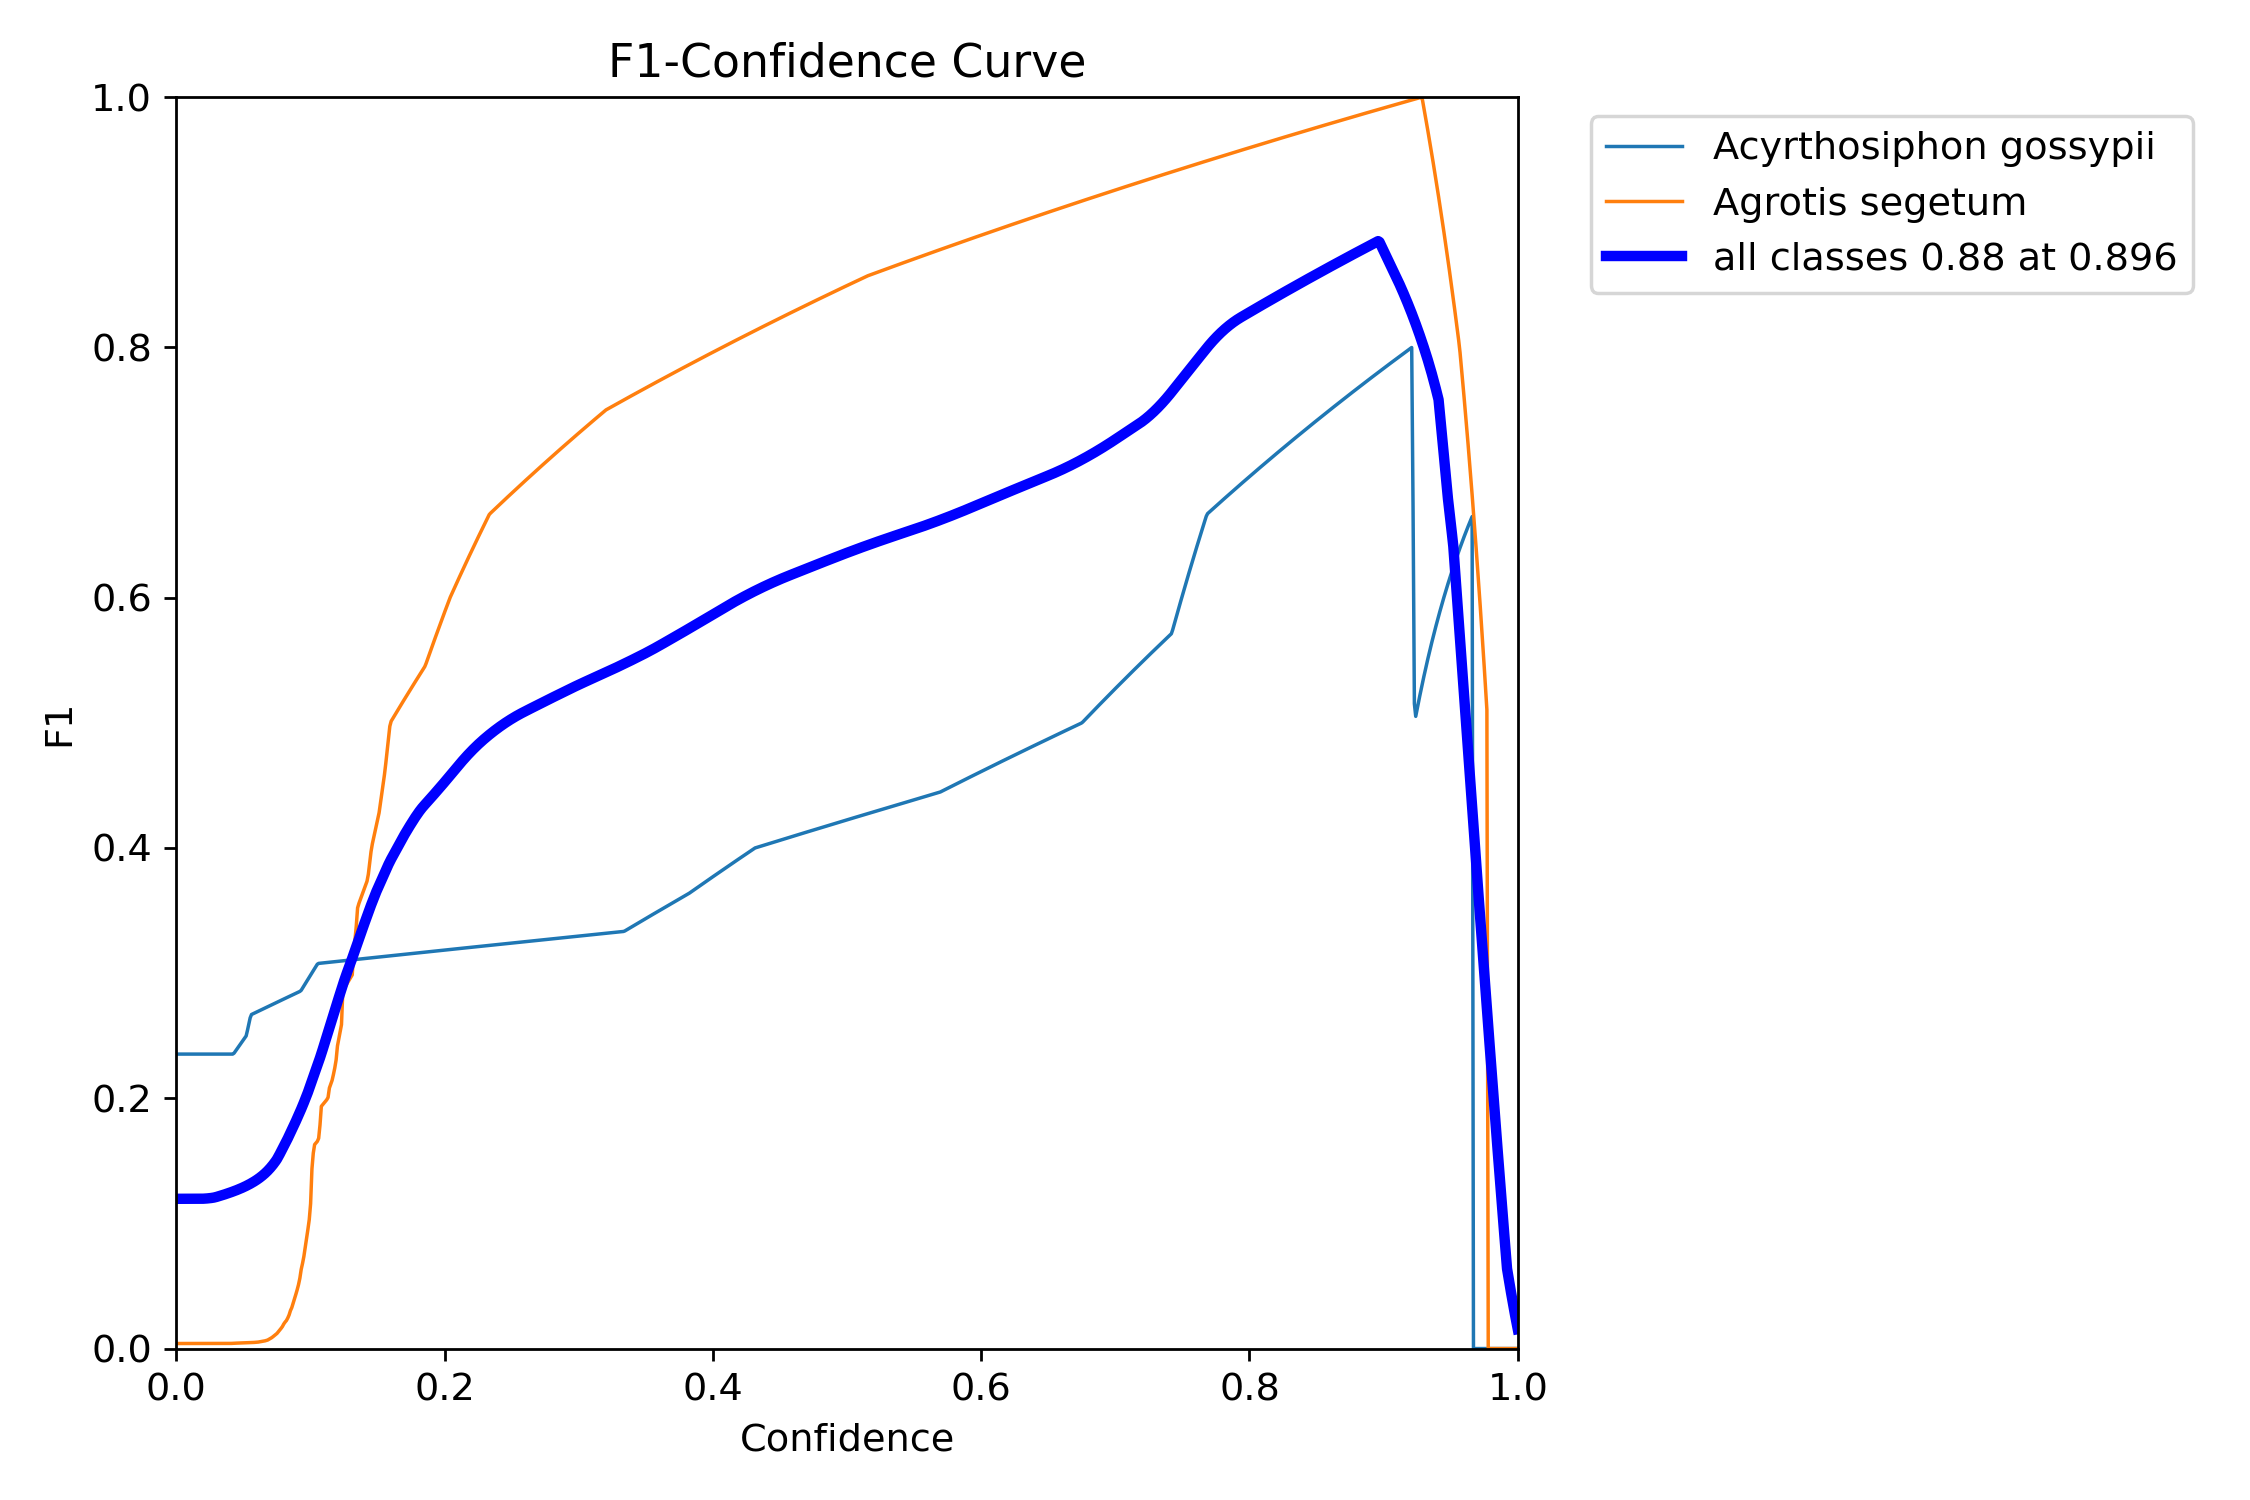 F1-Confidence Curve
1.0
0.8
0.6
0.4
0.2
0.0
F1
0.0 0.2 0.4 0.6 0.8 1.0
Confidence
Acyrthosiphon gossypii
Agrotis segetum
all classes 0.88 at 0.896